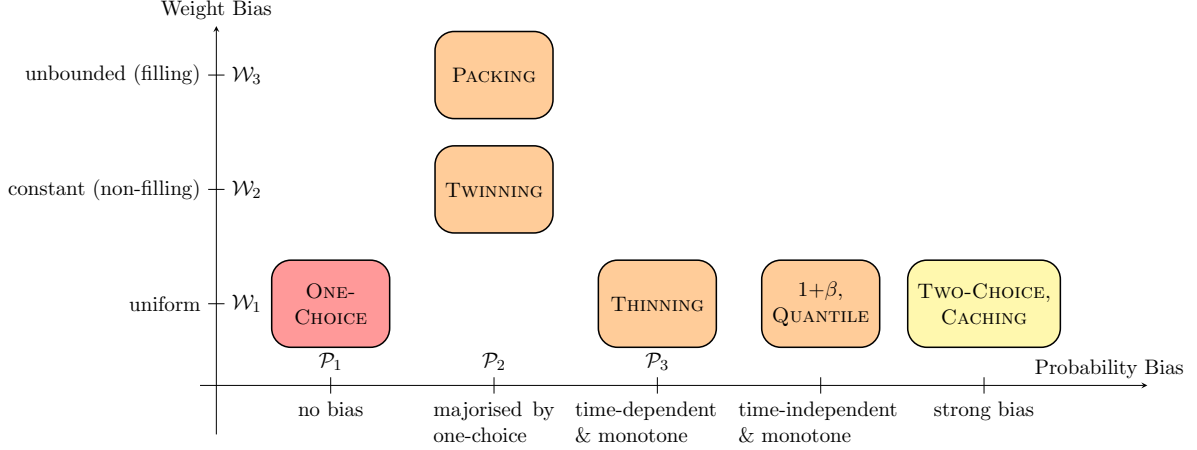 Weight Bias
unbounded (filling) 𝒲₃ PACKING
constant (non-filling) 𝒲₂ TWINNING
uniform 𝒲₁
ONE-
CHOICE
THINNING
1+β,
QUANTILE
TWO-CHOICE,
CACHING
𝒫₁ 𝒫₂ 𝒫₃
Probability Bias
no bias
majorised by
one-choice
time-dependent
& monotone
time-independent
& monotone
strong bias